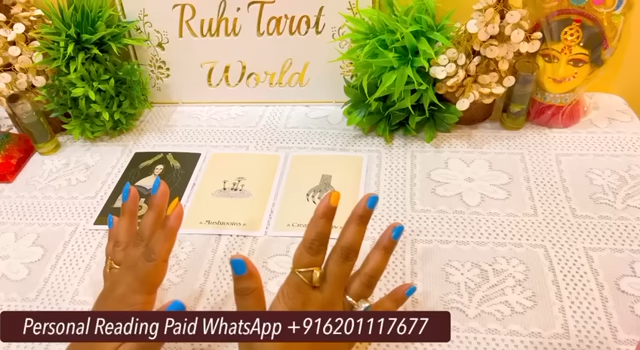 Ruhi Tarot
World
Mushrooms
Personal Reading Paid WhatsApp +916201117677